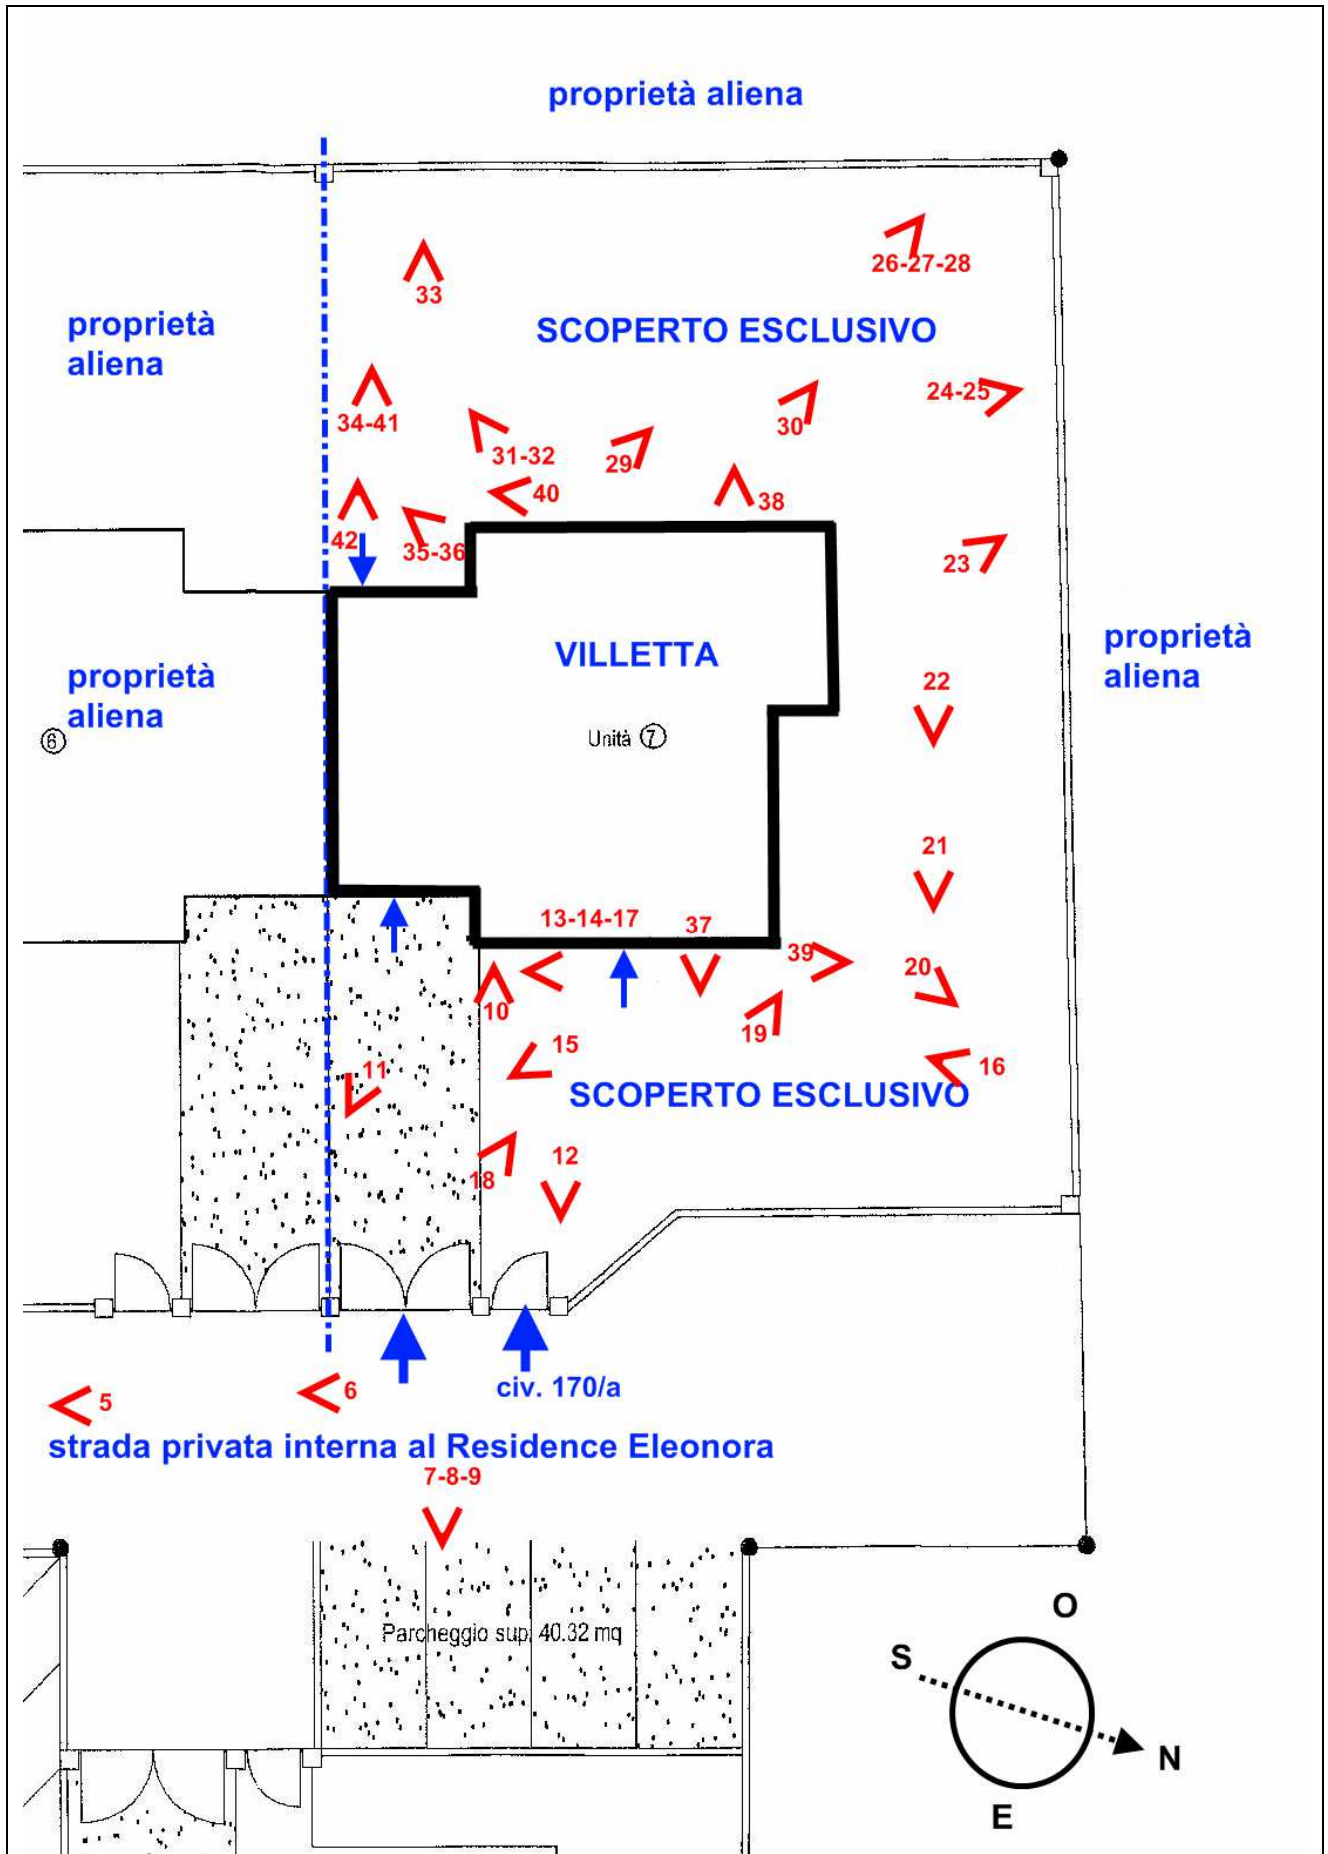 proprietà aliena
26-27-28
33
proprietà
aliena
SCOPERTO ESCLUSIVO
24-25
34-41
30
31-32
29
40
38
42
35-36
23
proprietà
aliena
VILLETTA
proprietà
aliena
22
6
Unità 7
21
13-14-17
37
39
20
10
19
15
16
11
SCOPERTO ESCLUSIVO
18
12
5
6
civ. 170/a
strada privata interna al Residence Eleonora
7-8-9
Parcheggio sup. 40.32 mq
O
S
N
E